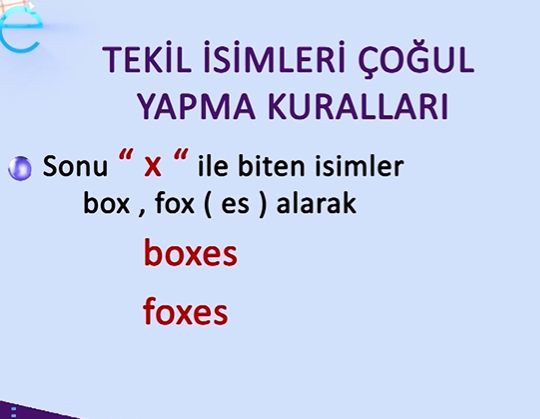 e
TEKİL İSİMLERİ ÇOĞUL
YAPMA KURALLARI
Sonu “ x “ ile biten isimler
box , fox ( es ) alarak
boxes
foxes